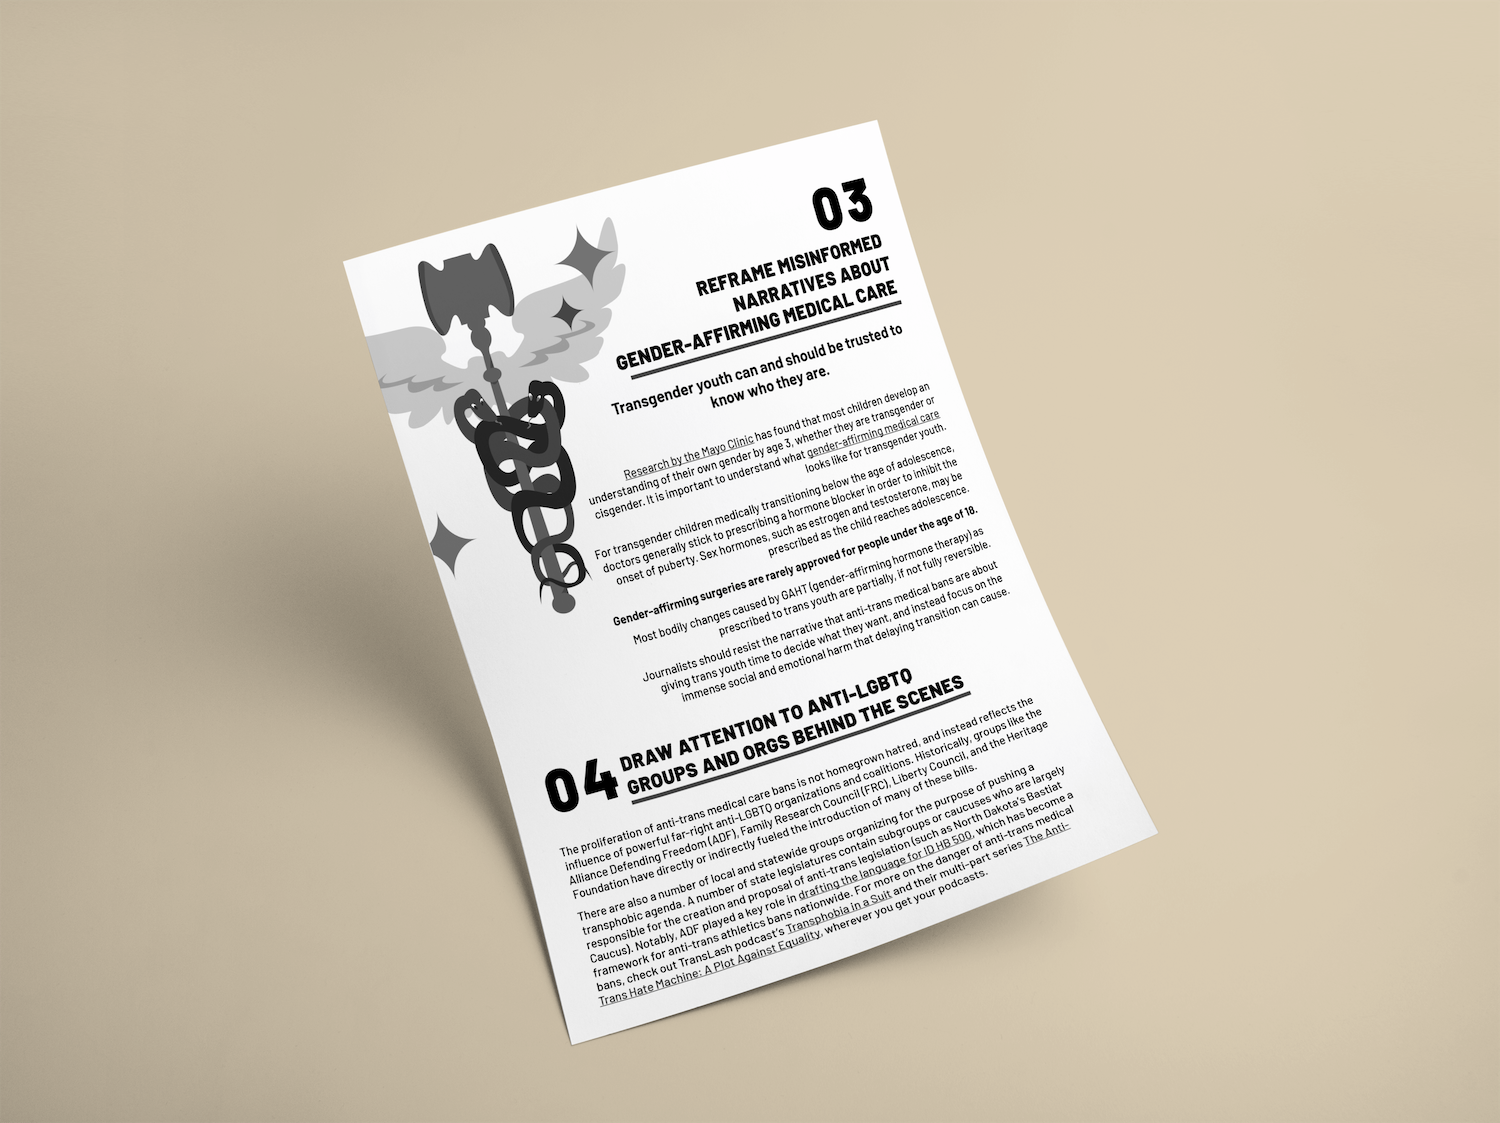 03
REFRAME MISINFORMED
NARRATIVES ABOUT
GENDER-AFFIRMING MEDICAL CARE
Transgender youth can and should be trusted to
know who they are.
Research by the Mayo Clinic has found that most children develop an
understanding of their own gender by age 3, whether they are transgender or
cisgender. It is important to understand what gender-affirming medical care
looks like for transgender youth.
For transgender children medically transitioning below the age of adolescence,
doctors generally stick to prescribing a hormone blocker in order to inhibit the
onset of puberty. Sex hormones, such as estrogen and testosterone, may be
prescribed as the child reaches adolescence.
Gender-affirming surgeries are rarely approved for people under the age of 18.
Most bodily changes caused by GAHT (gender-affirming hormone therapy) as
prescribed to trans youth are partially, if not fully reversible.
Journalists should resist the narrative that anti-trans medical bans are about
giving trans youth time to decide what they want, and instead focus on the
immense social and emotional harm that delaying transition can cause.
04
DRAW ATTENTION TO ANTI-LGBTQ
GROUPS AND ORGS BEHIND THE SCENES
The proliferation of anti-trans medical care bans is not homegrown hatred, and instead reflects the
influence of powerful far-right anti-LGBTQ organizations and coalitions. Historically, groups like the
Alliance Defending Freedom (ADF), Family Research Council (FRC), Liberty Council, and the Heritage
Foundation have directly or indirectly fueled the introduction of many of these bills.
There are also a number of local and statewide groups organizing for the purpose of pushing a
transphobic agenda. A number of state legislatures contain subgroups or caucuses who are largely
responsible for the creation and proposal of anti-trans legislation (such as North Dakota's Bastiat
Caucus). Notably, ADF played a key role in drafting the language for ID HB 500, which has become a
framework for anti-trans athletics bans nationwide. For more on the danger of anti-trans medical
bans, check out TransLash podcast's Transphobia in a Suit and their multi-part series The Anti-
Trans Hate Machine: A Plot Against Equality, wherever you get your podcasts.